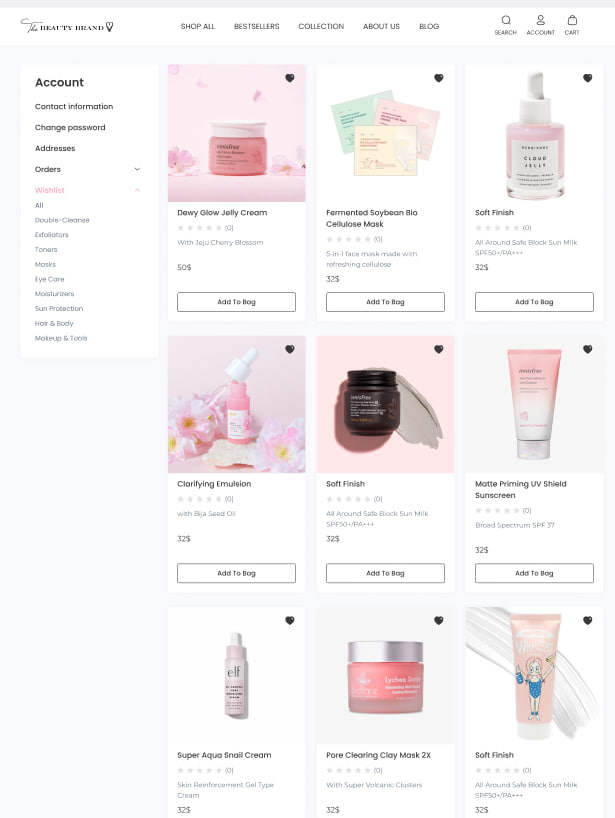 The BEAUTY BRAND
SHOP ALL
BESTSELLERS
COLLECTION
ABOUT US
BLOG
SEARCH
ACCOUNT
CART
Account
Contact information
Change password
Addresses
Orders
Wishlist
All
Double-Cleanse
Exfoliators
Toners
Masks
Eye Care
Moisturizers
Sun Protection
Hair & Body
Makeup & Tools
innisfree
Dewy Glow Jelly Cream
(0)
With Jeju Cherry Blossom
50$
Add To Bag
Fermented Soybean Bio
Cellulose Mask
(0)
5-in-1 face mask made with
refreshing cellulose
32$
Add To Bag
HERBIVORE
CLOUD
JELLY
Soft Finish
(0)
All Around Safe Block Sun Milk
SPF50+/PA+++
32$
Add To Bag
Clarifying Emulsion
(0)
with Bija Seed Oil
32$
Add To Bag
innisfree
Soft Finish
(0)
All Around Safe Block Sun Milk
SPF50+/PA+++
32$
Add To Bag
innisfree
Matte Priming UV Shield
Sunscreen
(0)
Broad Spectrum SPF 37
32$
Add To Bag
e.l.f
Super Aqua Snail Cream
(0)
Skin Reinforcement Gel Type
Cream
32$
Lychee Sorbet
Pore Clearing Clay Mask 2X
(0)
With Super Volcanic Clusters
32$
Soft Finish
(0)
All Around Safe Block Sun Milk
SPF50+/PA+++
32$